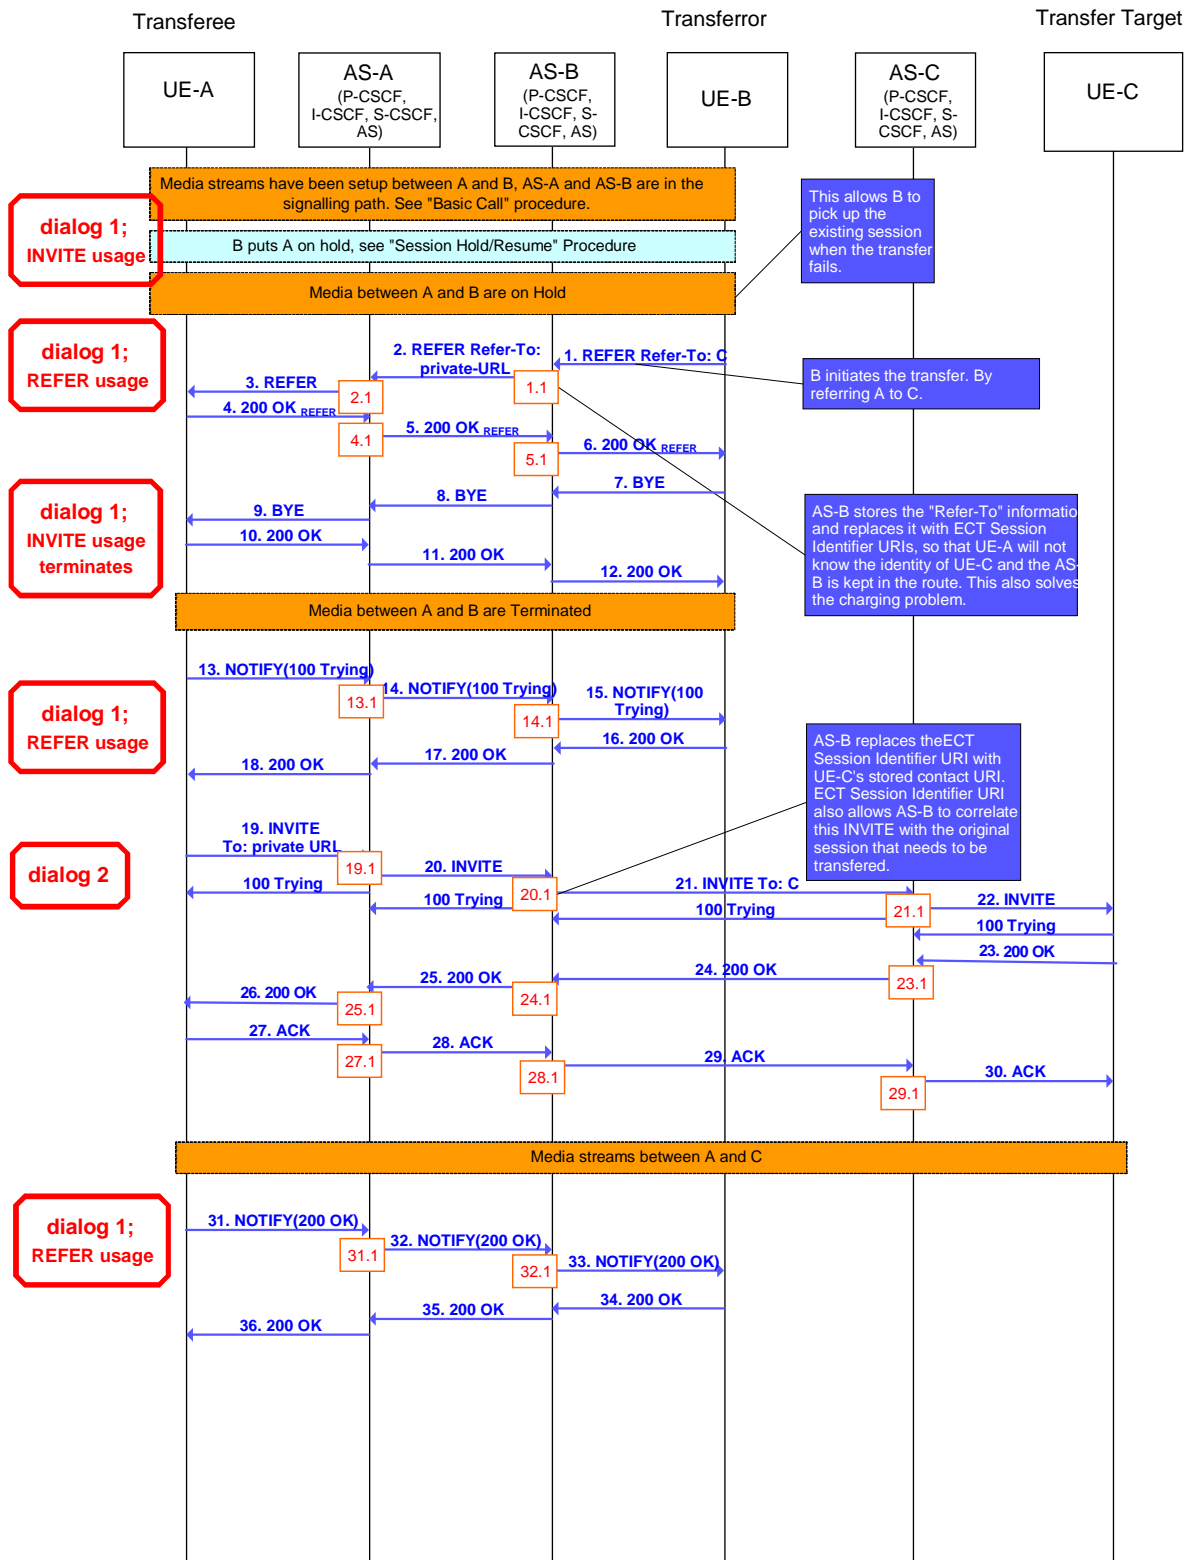 Transferee
Transferror
Transfer Target
UE-A
AS-A
(P-CSCF,
I-CSCF, S-CSCF,
AS)
AS-B
(P-CSCF,
I-CSCF, S-
CSCF, AS)
UE-B
AS-C
(P-CSCF,
I-CSCF, S-
CSCF, AS)
UE-C
Media streams have been setup between A and B, AS-A and AS-B are in the
signalling path. See "Basic Call" procedure.
This allows B to
pick up the
existing session
when the transfer
fails.
dialog 1;
INVITE usage
B puts A on hold, see "Session Hold/Resume" Procedure
Media between A and B are on Hold
dialog 1;
REFER usage
1. REFER Refer-To: C
2. REFER Refer-To:
private-URL
1.1
3. REFER
2.1
B initiates the transfer. By
referring A to C.
4. 200 OK REFER
4.1
5. 200 OK REFER
5.1
6. 200 OK REFER
dialog 1;
INVITE usage
terminates
7. BYE
8. BYE
9. BYE
10. 200 OK
11. 200 OK
12. 200 OK
AS-B stores the "Refer-To" informatio
and replaces it with ECT Session
Identifier URIs, so that UE-A will not
know the identity of UE-C and the AS-
B is kept in the route. This also solves
the charging problem.
Media between A and B are Terminated
dialog 1;
REFER usage
13. NOTIFY(100 Trying)
13.1
14. NOTIFY(100 Trying)
14.1
15. NOTIFY(100
Trying)
16. 200 OK
17. 200 OK
18. 200 OK
AS-B replaces theECT
Session Identifier URI with
UE-C's stored contact URI.
ECT Session Identifier URI
also allows AS-B to correlate
this INVITE with the original
session that needs to be
transfered.
dialog 2
19. INVITE
To: private URL
19.1
20. INVITE
100 Trying
20.1
21. INVITE To: C
100 Trying
21.1
22. INVITE
100 Trying
100 Trying
23. 200 OK
23.1
24. 200 OK
24.1
25. 200 OK
25.1
26. 200 OK
27. ACK
27.1
28. ACK
28.1
29. ACK
29.1
30. ACK
Media streams between A and C
dialog 1;
REFER usage
31. NOTIFY(200 OK)
31.1
32. NOTIFY(200 OK)
32.1
33. NOTIFY(200 OK)
34. 200 OK
35. 200 OK
36. 200 OK